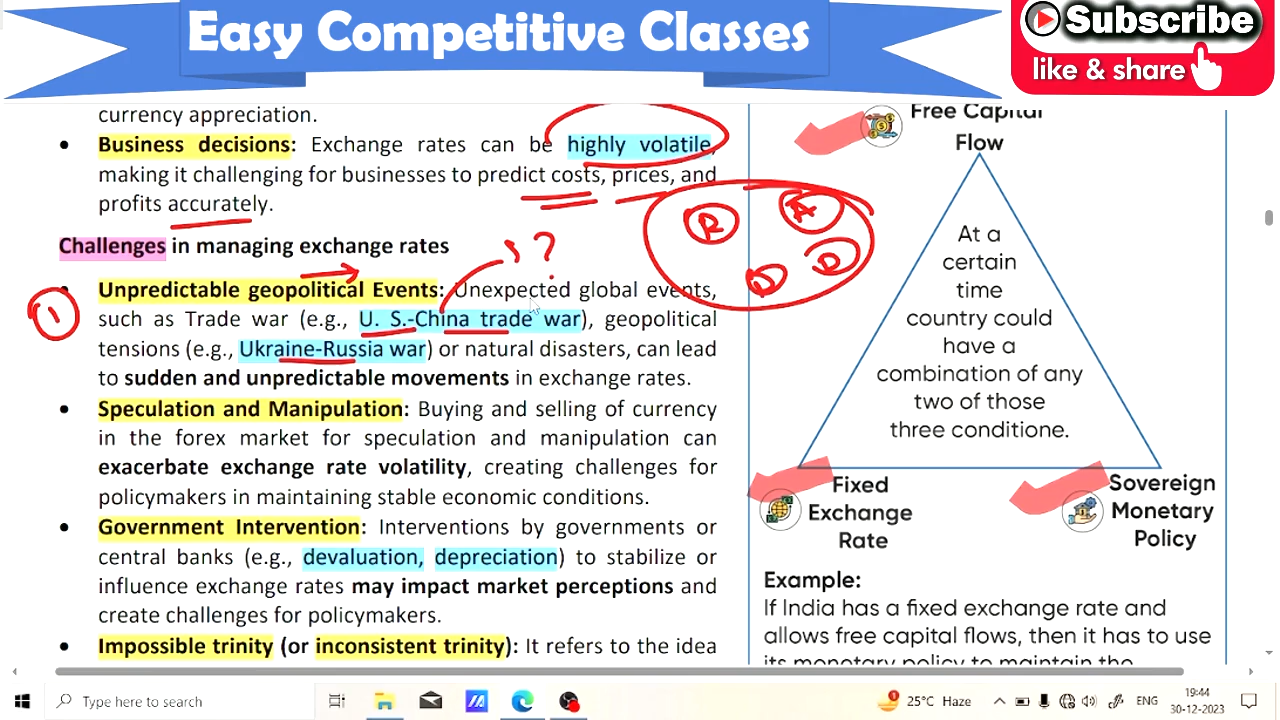 Easy Competitive Classes
Subscribe
like & share
currency appreciation.
• Business decisions: Exchange rates can be highly volatile,
making it challenging for businesses to predict costs, prices, and
profits accurately.
Challenges in managing exchange rates
• Unpredictable geopolitical Events: Unexpected global events,
such as Trade war (e.g., U. S.-China trade war), geopolitical
tensions (e.g., Ukraine-Russia war) or natural disasters, can lead
to sudden and unpredictable movements in exchange rates.
• Speculation and Manipulation: Buying and selling of currency
in the forex market for speculation and manipulation can
exacerbate exchange rate volatility, creating challenges for
policymakers in maintaining stable economic conditions.
• Government Intervention: Interventions by governments or
central banks (e.g., devaluation, depreciation) to stabilize or
influence exchange rates may impact market perceptions and
create challenges for policymakers.
• Impossible trinity (or inconsistent trinity): It refers to the idea
1
?
R
A
D
D
Free Capital
Flow
At a
certain
time
country could
have a
combination of any
two of those
three conditione.
Fixed
Exchange
Rate
Sovereign
Monetary
Policy
Example:
If India has a fixed exchange rate and
allows free capital flows, then it has to use
its monetary policy to maintain the
Type here to search
1
25°C Haze
ENG
19:44
30-12-2023